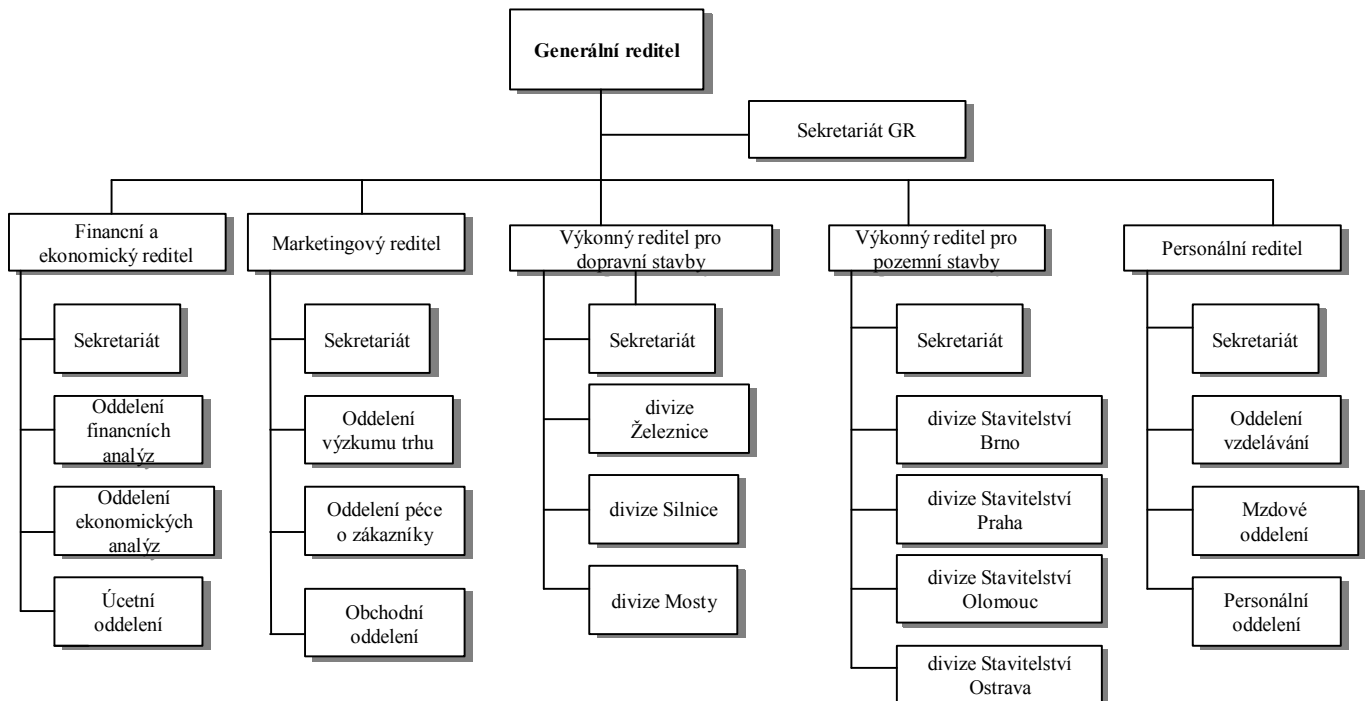 Generální reditel
Sekretariát GR
Financní a
ekonomický reditel
Marketingový reditel
Výkonný reditel pro
dopravní stavby
Výkonný reditel pro
pozemní stavby
Personální reditel
Sekretariát
Oddelení
financních
analýz
Oddelení
ekonomických
analýz
Úcetní
oddelení
Sekretariát
Oddelení
výzkumu trhu
Oddelení péce
o zákazníky
Obchodní
oddelení
Sekretariát
divize
Železnice
divize Silnice
divize Mosty
Sekretariát
divize Stavitelství
Brno
divize Stavitelství
Praha
divize Stavitelství
Olomouc
divize Stavitelství
Ostrava
Sekretariát
Oddelení
vzdelávání
Mzdové
oddelení
Personální
oddelení